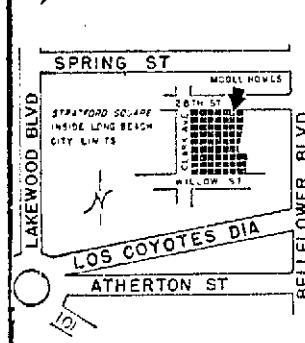 SPRING ST
MODEL HOMES
28TH ST
STRATFORD SQUARE
INSIDE LONG BEACH
CITY LIMITS
LAKEWOOD BLVD
CLARK AVE
WILLOW ST
N
BELLFLOWER BLVD
LOS COYOTES DIA
ATHERTON ST
101